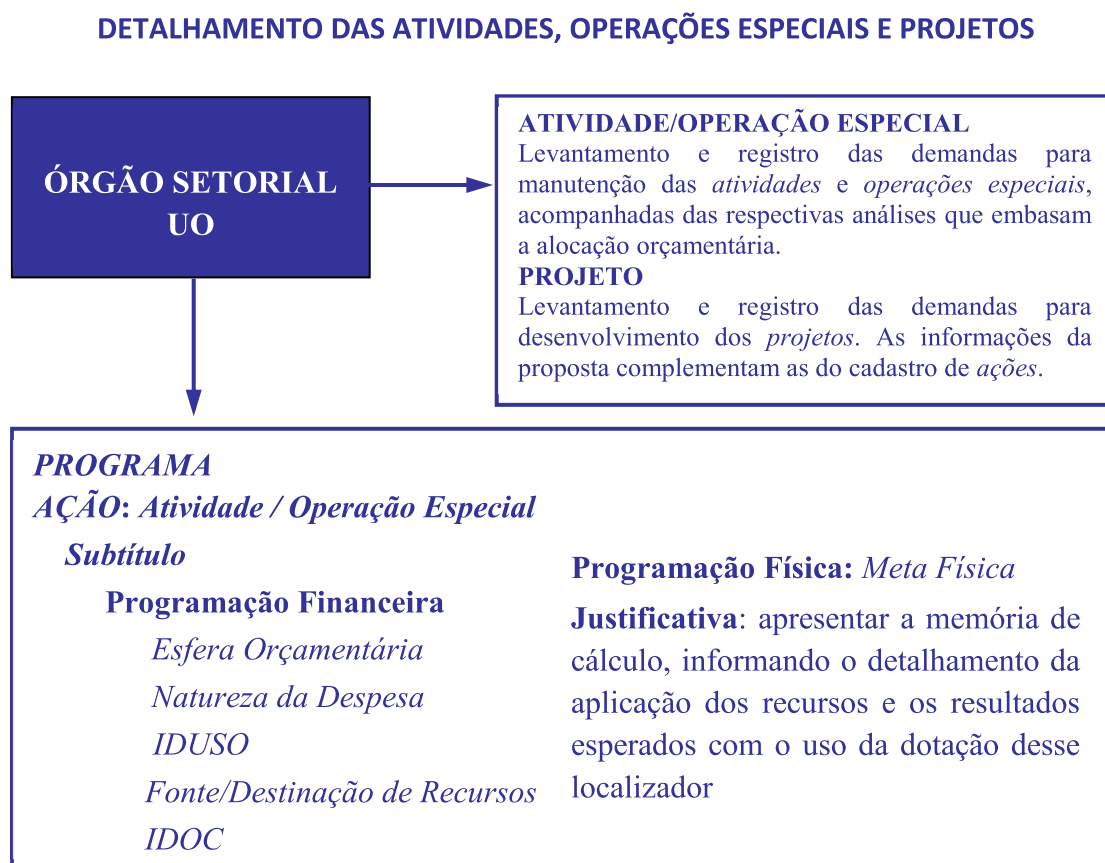 DETALHAMENTO DAS ATIVIDADES, OPERAÇÕES ESPECIAIS E PROJETOS
ÓRGÃO SETORIAL
UO
ATIVIDADE/OPERAÇÃO ESPECIAL
Levantamento e registro das demandas para
manutenção das atividades e operações especiais,
acompanhadas das respectivas análises que embasam
a alocação orçamentária.
PROJETO
Levantamento e registro das demandas para
desenvolvimento dos projetos. As informações da
proposta complementam as do cadastro de ações.
PROGRAMA
AÇÃO: Atividade / Operação Especial
Subtítulo
Programação Financeira
Esfera Orçamentária
Natureza da Despesa
IDUSO
Fonte/Destinação de Recursos
IDOC
Programação Física: Meta Física
Justificativa: apresentar a memória de
cálculo, informando o detalhamento da
aplicação dos recursos e os resultados
esperados com o uso da dotação desse
localizador